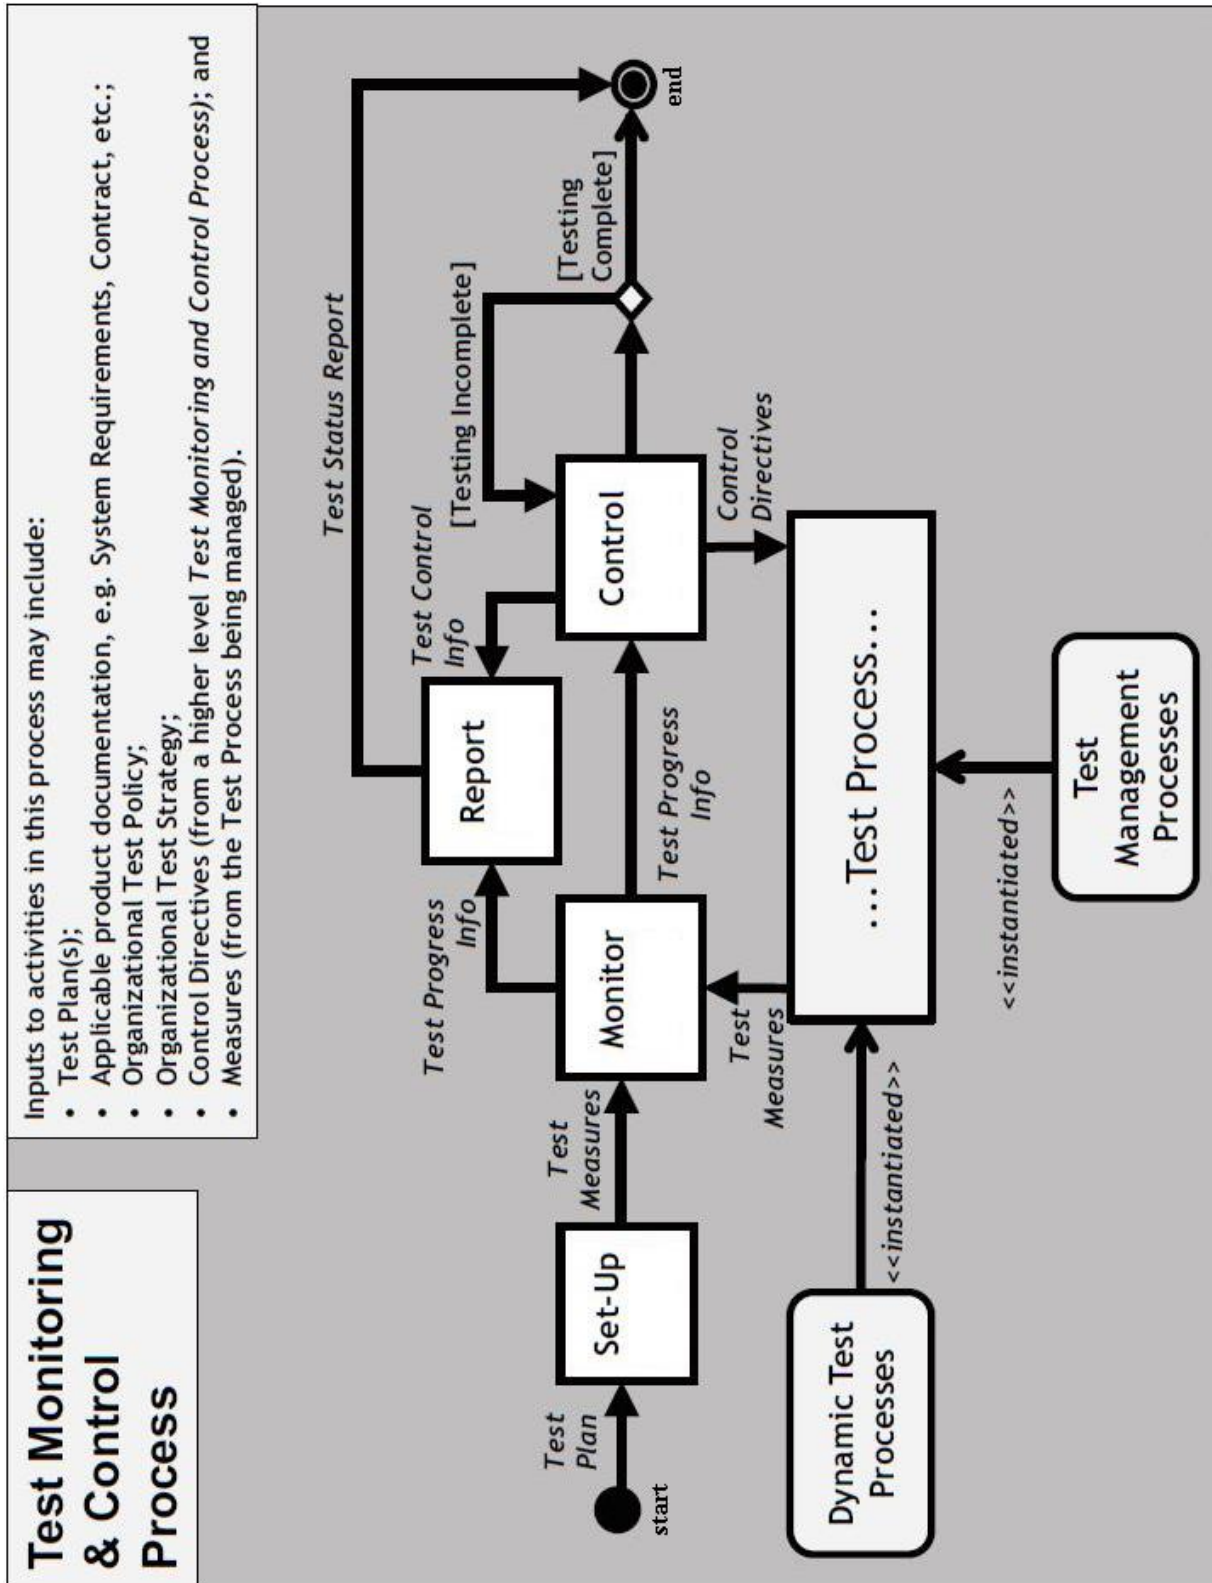 Test Monitoring
& Control
Process
Inputs to activities in this process may include:
• Test Plan(s);
• Applicable product documentation, e.g. System Requirements, Contract, etc.;
• Organizational Test Policy;
• Organizational Test Strategy;
• Control Directives (from a higher level Test Monitoring and Control Process); and
• Measures (from the Test Process being managed).
Test Status Report
Test Progress
Info
Report
Test Control
Info
[Testing Incomplete]
[Testing
Complete]
start
Test
Plan
Set-Up
Test
Measures
Monitor
Test Progress
Info
Control
end
Test
Measures
Control
Directives
Dynamic Test
Processes
<<instantiated>>
...Test Process...
<<instantiated>>
Test
Management
Processes